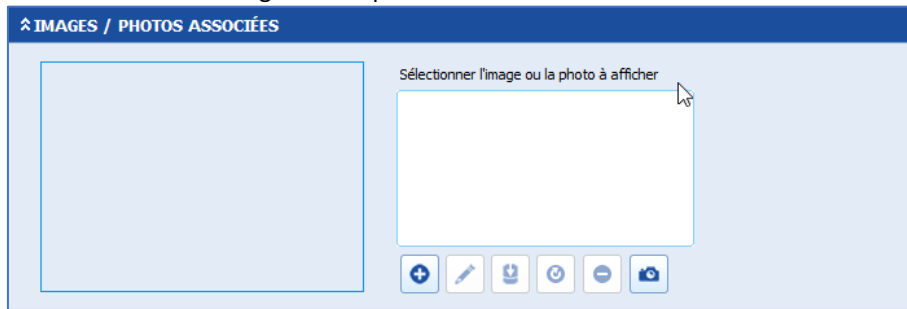 IMAGES / PHOTOS ASSOCIÉES
Sélectionner l'image ou la photo à afficher